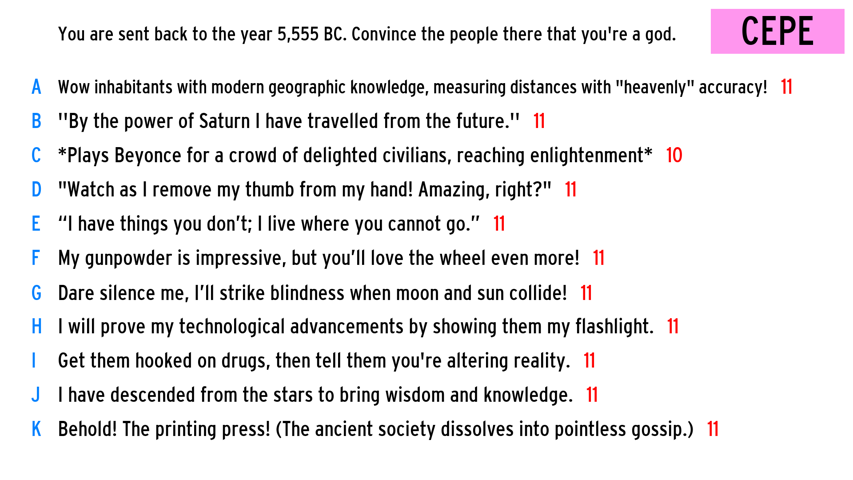 You are sent back to the year 5,555 BC. Convince the people there that you're a god.
CEPE
A Wow inhabitants with modern geographic knowledge, measuring distances with "heavenly" accuracy! 11
B ''By the power of Saturn I have travelled from the future.'' 11
C *Plays Beyonce for a crowd of delighted civilians, reaching enlightenment* 10
D "Watch as I remove my thumb from my hand! Amazing, right?" 11
E “I have things you don’t; I live where you cannot go.” 11
F My gunpowder is impressive, but you’ll love the wheel even more! 11
G Dare silence me, I’ll strike blindness when moon and sun collide! 11
H I will prove my technological advancements by showing them my flashlight. 11
I Get them hooked on drugs, then tell them you're altering reality. 11
J I have descended from the stars to bring wisdom and knowledge. 11
K Behold! The printing press! (The ancient society dissolves into pointless gossip.) 11